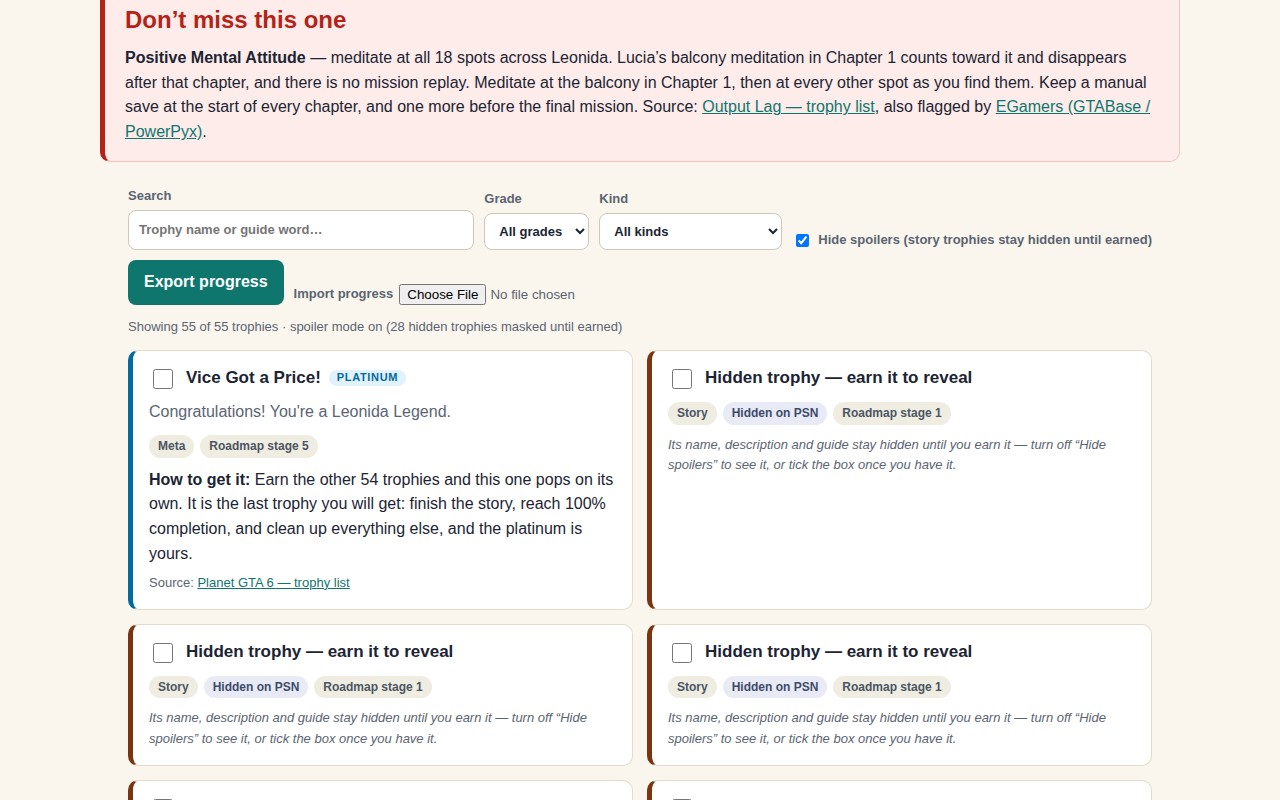 Don’t miss this one
Positive Mental Attitude — meditate at all 18 spots across Leonida. Lucia’s balcony meditation in Chapter 1 counts toward it and disappears
after that chapter, and there is no mission replay. Meditate at the balcony in Chapter 1, then at every other spot as you find them. Keep a manual
save at the start of every chapter, and one more before the final mission. Source: Output Lag — trophy list, also flagged by EGamers (GTABase /
PowerPyx).
Search
Grade
Kind
Trophy name or guide word…
All grades
All kinds
Hide spoilers (story trophies stay hidden until earned)
Export progress
Import progress Choose File No file chosen
Showing 55 of 55 trophies · spoiler mode on (28 hidden trophies masked until earned)
Vice Got a Price! PLATINUM
Congratulations! You're a Leonida Legend.
Meta Roadmap stage 5
How to get it: Earn the other 54 trophies and this one pops on its
own. It is the last trophy you will get: finish the story, reach 100%
completion, and clean up everything else, and the platinum is
yours.
Source: Planet GTA 6 — trophy list
Hidden trophy — earn it to reveal
Story Hidden on PSN Roadmap stage 1
Its name, description and guide stay hidden until you earn it — turn off “Hide
spoilers” to see it, or tick the box once you have it.
Hidden trophy — earn it to reveal
Story Hidden on PSN Roadmap stage 1
Its name, description and guide stay hidden until you earn it — turn off “Hide
spoilers” to see it, or tick the box once you have it.
Hidden trophy — earn it to reveal
Story Hidden on PSN Roadmap stage 1
Its name, description and guide stay hidden until you earn it — turn off “Hide
spoilers” to see it, or tick the box once you have it.